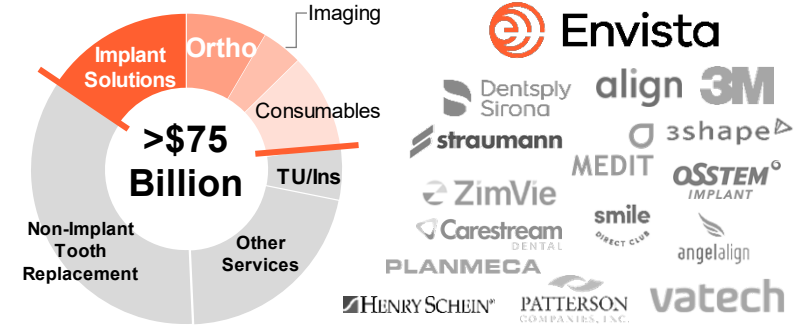 Imaging
Implant
Solutions
Ortho
Consumables
>$75
Billion
TU/Ins
Non-Implant
Tooth
Replacement
Other
Services
Envista
Dentsply
Sirona
align
3M
straumann
3shape
MEDIT
OSSTEM
IMPLANT
ZimVie
Carestream
DENTAL
smile
DIRECT CLUB
angelalign
PLANMECA
HENRY SCHEIN®
PATTERSON
COMPANIES, INC.
vatech